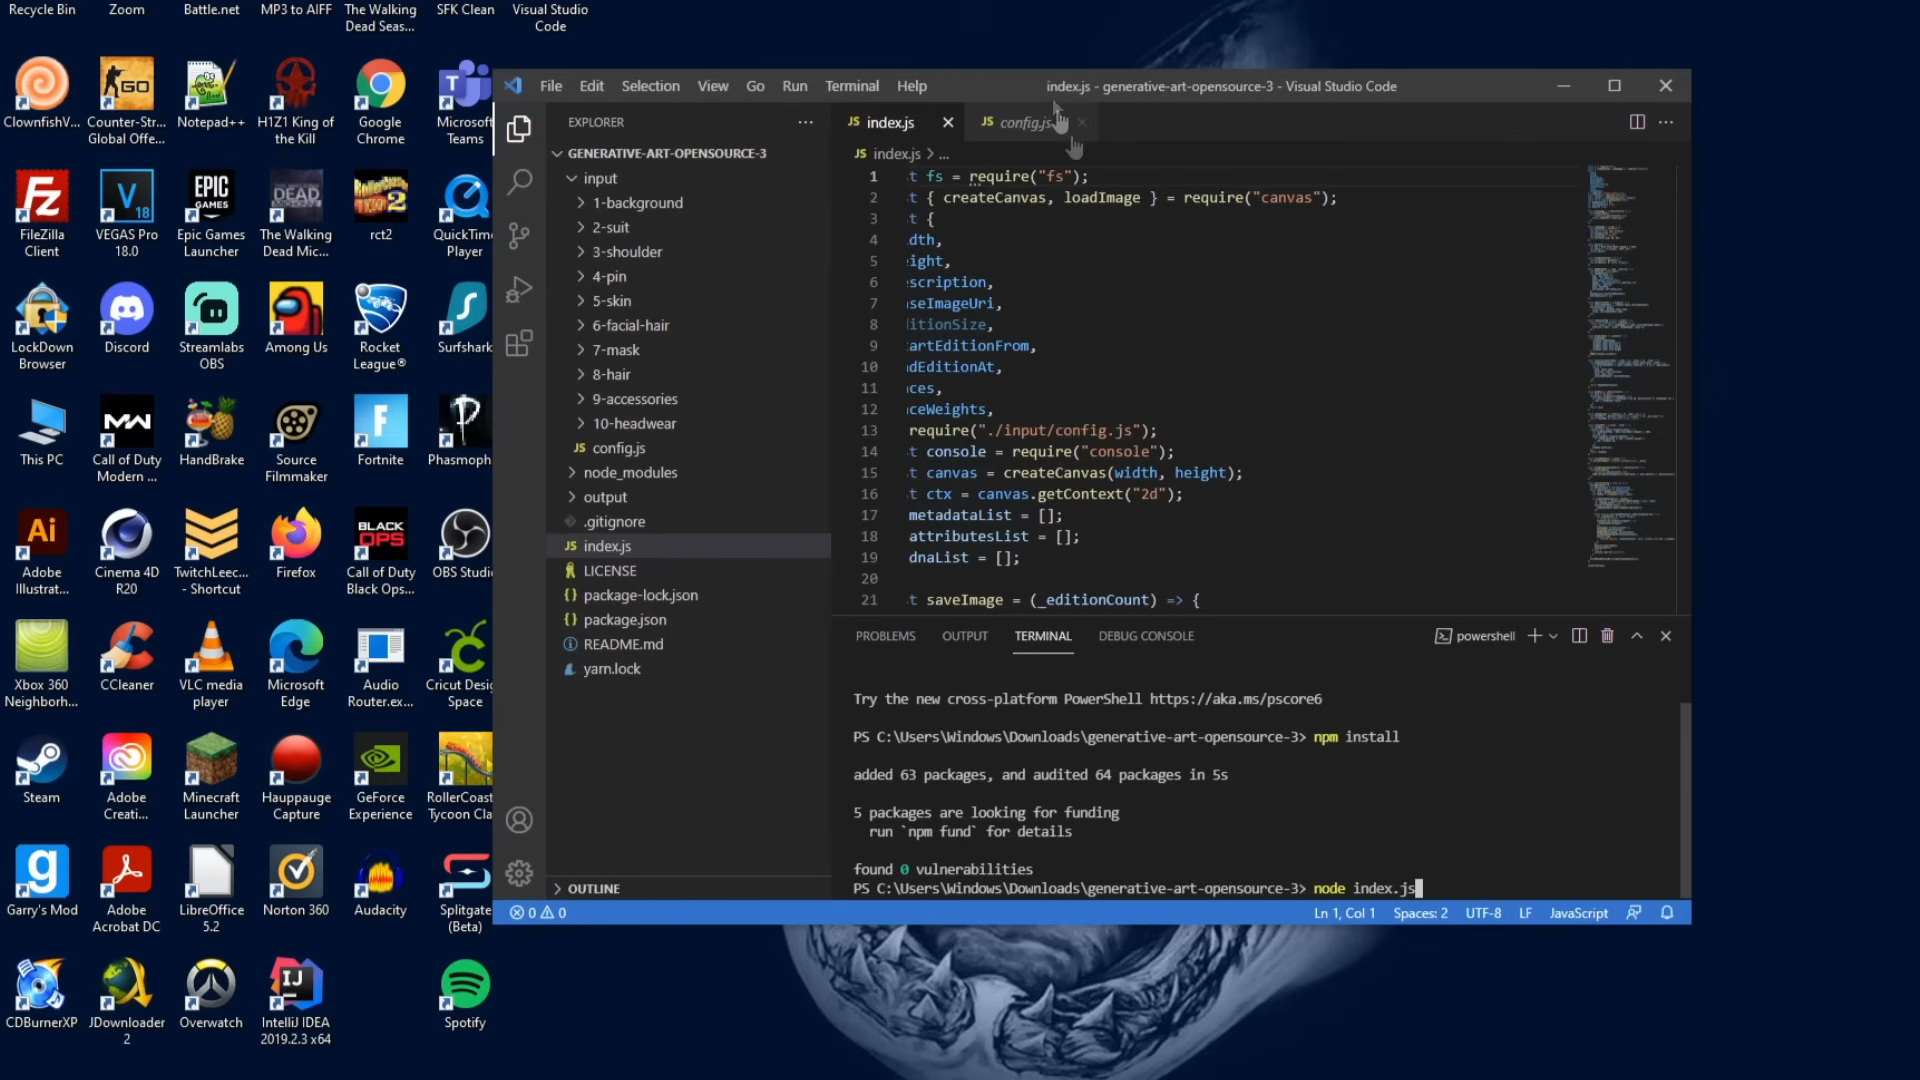 Recycle Bin
Zoom
Battle.net
MP3 to AIFF
The Walking
Dead Seas...
SFK Clean
Visual Studio
Code
ClownfishV...
Counter-Str...
Global Offe...
Notepad++
H1Z1 King of
the Kill
Google
Chrome
Microsoft
Teams
FileZilla
Client
VEGAS Pro
18.0
Epic Games
Launcher
The Walking
Dead Mic...
rct2
QuickTime
Player
LockDown
Browser
Discord
Streamlabs
OBS
Among Us
Rocket
League®
Surfshark
This PC
Call of Duty
Modern ...
HandBrake
Source
Filmmaker
Fortnite
Phasmoph
Adobe
Illustrat...
Cinema 4D
R20
TwitchLeec...
- Shortcut
Firefox
Call of Duty
Black Ops...
OBS Studi
Xbox 360
Neighborh...
CCleaner
VLC media
player
Microsoft
Edge
Audio
Router.ex...
Cricut Desig
Space
Steam
Adobe
Creati...
Minecraft
Launcher
Hauppauge
Capture
GeForce
Experience
RollerCoast
Tycoon Cla
Garry's Mod
Adobe
Acrobat DC
LibreOffice
5.2
Norton 360
Audacity
Splitgate
(Beta)
CDBurnerXP
JDownloader
2
Overwatch
IntelliJ IDEA
2019.2.3 x64
Spotify
File Edit Selection View Go Run Terminal Help
index.js - generative-art-opensource-3 - Visual Studio Code
EXPLORER
GENERATIVE-ART-OPENSOURCE-3
input
1-background
2-suit
3-shoulder
4-pin
5-skin
6-facial-hair
7-mask
8-hair
9-accessories
10-headwear
JS config.js
node_modules
output
.gitignore
JS index.js
LICENSE
{} package-lock.json
{} package.json
README.md
yarn.lock
OUTLINE
JS index.js
JS config.js
JS index.js > ...
1 t fs = require("fs");
2 t { createCanvas, loadImage } = require("canvas");
3 t {
4 dth,
5 eight,
6 escription,
7 aseImageUri,
8 ditionSize,
9 tartEditionFrom,
10 ndEditionAt,
11 ces,
12 aceWeights,
13 require("./input/config.js");
14 t console = require("console");
15 t canvas = createCanvas(width, height);
16 t ctx = canvas.getContext("2d");
17 metadataList = [];
18 attributesList = [];
19 dnaList = [];
20
21 t saveImage = (_editionCount) => {
PROBLEMS OUTPUT TERMINAL DEBUG CONSOLE
powershell
Try the new cross-platform PowerShell https://aka.ms/pscore6
PS C:\Users\Windows\Downloads\generative-art-opensource-3> npm install
added 63 packages, and audited 64 packages in 5s
5 packages are looking for funding
run `npm fund` for details
found 0 vulnerabilities
PS C:\Users\Windows\Downloads\generative-art-opensource-3> node index.js
0 0
Ln 1, Col 1 Spaces: 2 UTF-8 LF JavaScript